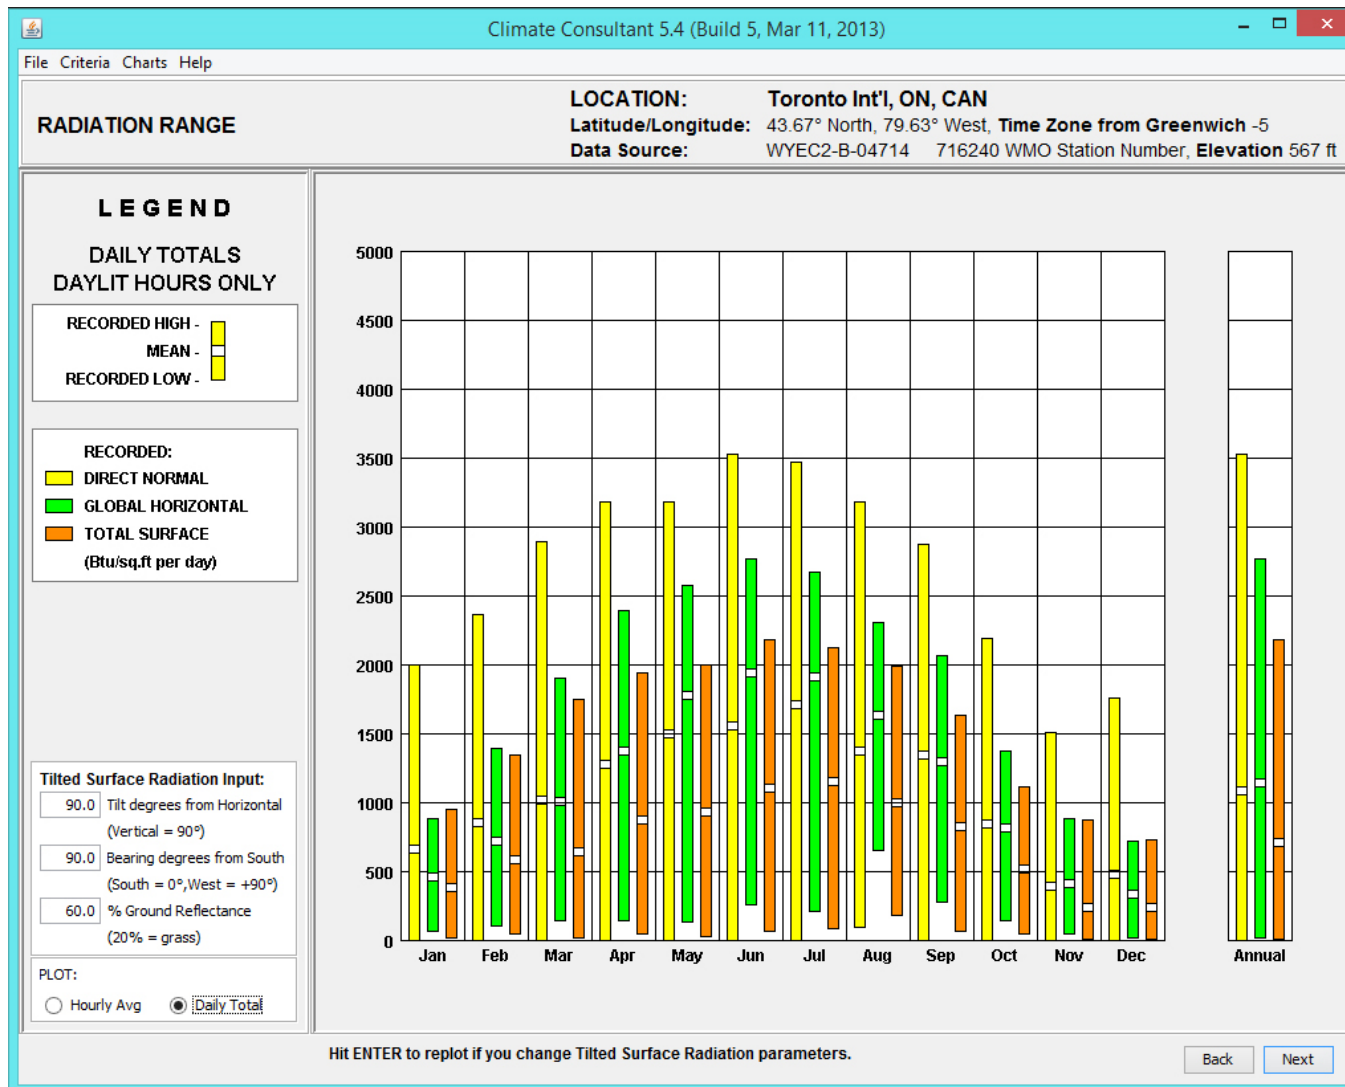 Climate Consultant 5.4 (Build 5, Mar 11, 2013)
File Criteria Charts Help
RADIATION RANGE
LOCATION: Toronto Int'l, ON, CAN
Latitude/Longitude: 43.67° North, 79.63° West, Time Zone from Greenwich -5
Data Source: WYEC2-B-04714 716240 WMO Station Number, Elevation 567 ft
LEGEND
DAILY TOTALS
DAYLIT HOURS ONLY
RECORDED HIGH -
MEAN -
RECORDED LOW -
RECORDED:
DIRECT NORMAL
GLOBAL HORIZONTAL
TOTAL SURFACE
(Btu/sq.ft per day)
Tilted Surface Radiation Input:
90.0 Tilt degrees from Horizontal
(Vertical = 90°)
90.0 Bearing degrees from South
(South = 0°,West = +90°)
60.0 % Ground Reflectance
(20% = grass)
PLOT:
Hourly Avg Daily Total
5000
4500
4000
3500
3000
2500
2000
1500
1000
500
0
Jan Feb Mar Apr May Jun Jul Aug Sep Oct Nov Dec Annual
Hit ENTER to replot if you change Tilted Surface Radiation parameters.
Back Next